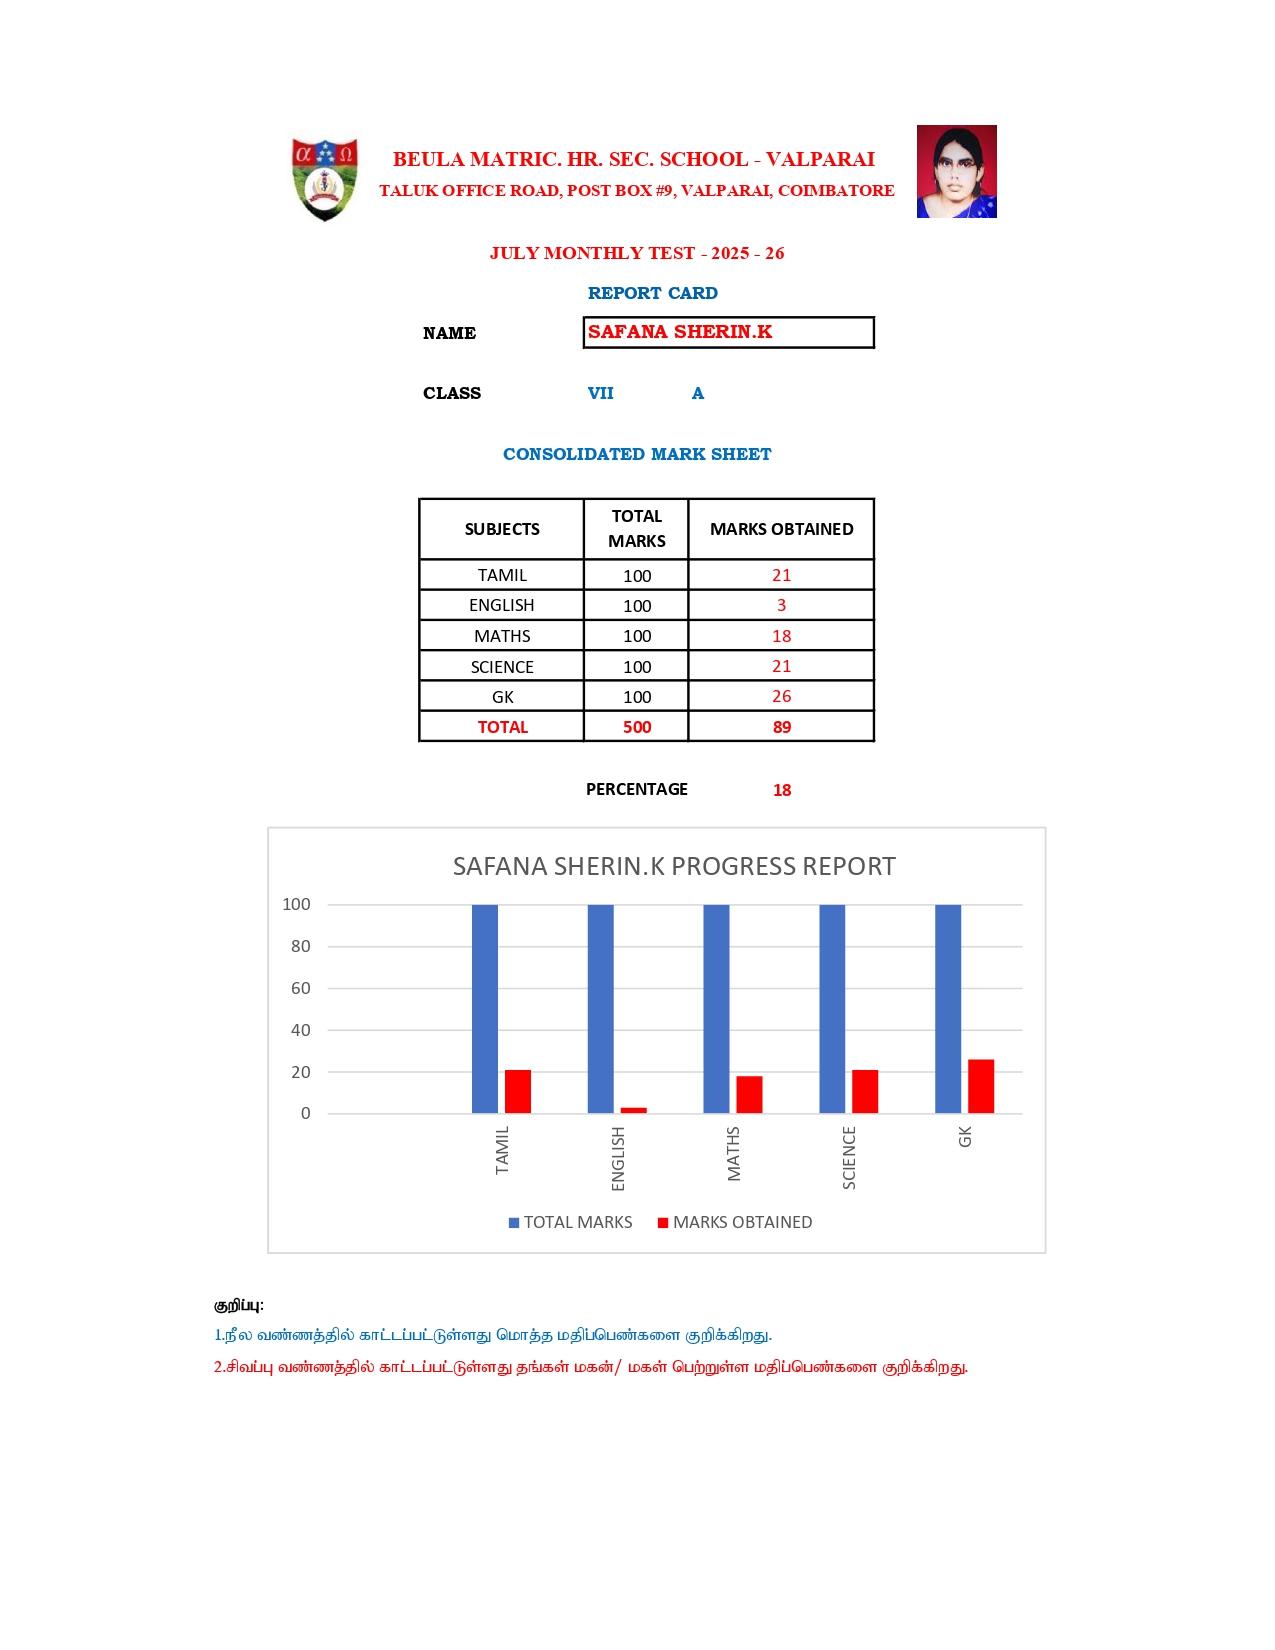 α Ω
BEULA MATRIC. HR. SEC. SCHOOL - VALPARAI
TALUK OFFICE ROAD, POST BOX #9, VALPARAI, COIMBATORE
JULY MONTHLY TEST - 2025 - 26
REPORT CARD
NAME SAFANA SHERIN.K
CLASS VII A
CONSOLIDATED MARK SHEET
SUBJECTS TOTAL MARKS MARKS OBTAINED
TAMIL 100 21
ENGLISH 100 3
MATHS 100 18
SCIENCE 100 21
GK 100 26
TOTAL 500 89
PERCENTAGE 18
SAFANA SHERIN.K PROGRESS REPORT
100
80
60
40
20
0
TAMIL ENGLISH MATHS SCIENCE GK
TOTAL MARKS MARKS OBTAINED
குறிப்பு:
1.நீல வண்ணத்தில் காட்டப்பட்டுள்ளது மொத்த மதிப்பெண்களை குறிக்கிறது.
2.சிவப்பு வண்ணத்தில் காட்டப்பட்டுள்ளது தங்கள் மகன்/ மகள் பெற்றுள்ள மதிப்பெண்களை குறிக்கிறது.